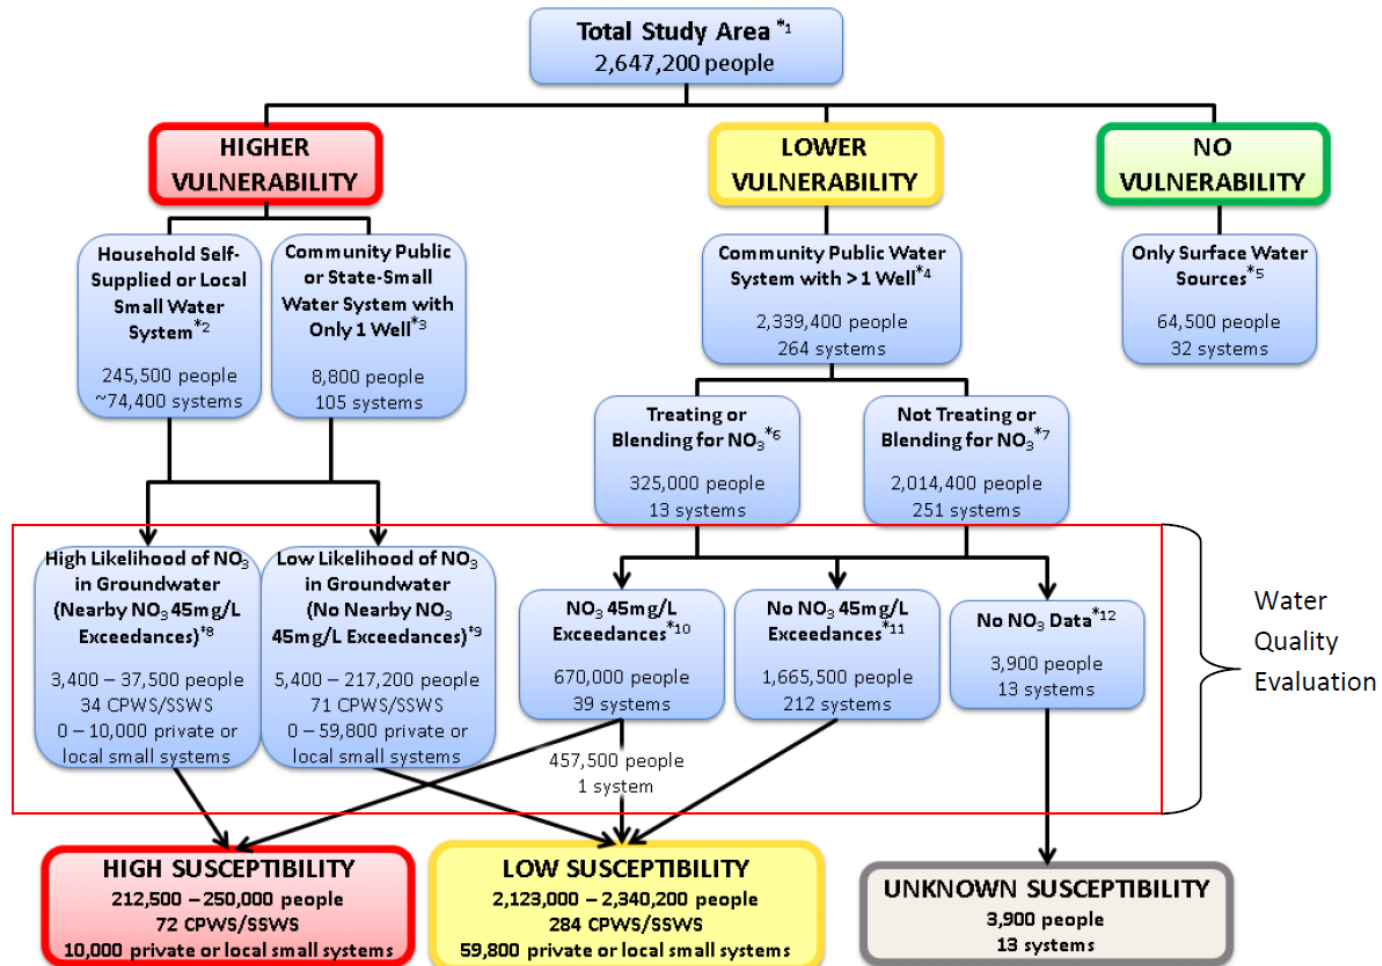 Total Study Area *1
2,647,200 people
HIGHER
VULNERABILITY
LOWER
VULNERABILITY
NO
VULNERABILITY
Household Self-
Supplied or Local
Small Water
System*2
245,500 people
~74,400 systems
Community Public
or State-Small
Water System with
Only 1 Well*3
8,800 people
105 systems
Community Public Water
System with >1 Well*4
2,339,400 people
264 systems
Only Surface Water
Sources*5
64,500 people
32 systems
Treating or
Blending for NO3*6
325,000 people
13 systems
Not Treating or
Blending for NO3*7
2,014,400 people
251 systems
High Likelihood of NO3
in Groundwater
(Nearby NO3 45mg/L
Exceedances)*8
3,400 – 37,500 people
34 CPWS/SSWS
0 – 10,000 private or
local small systems
Low Likelihood of NO3
in Groundwater
(No Nearby NO3
45mg/L Exceedances)*9
5,400 – 217,200 people
71 CPWS/SSWS
0 – 59,800 private or
local small systems
NO3 45mg/L
Exceedances*10
670,000 people
39 systems
No NO3 45mg/L
Exceedances*11
1,665,500 people
212 systems
No NO3 Data*12
3,900 people
13 systems
Water
Quality
Evaluation
457,500 people
1 system
HIGH SUSCEPTIBILITY
212,500 – 250,000 people
72 CPWS/SSWS
10,000 private or local small systems
LOW SUSCEPTIBILITY
2,123,000 – 2,340,200 people
284 CPWS/SSWS
59,800 private or local small systems
UNKNOWN SUSCEPTIBILITY
3,900 people
13 systems